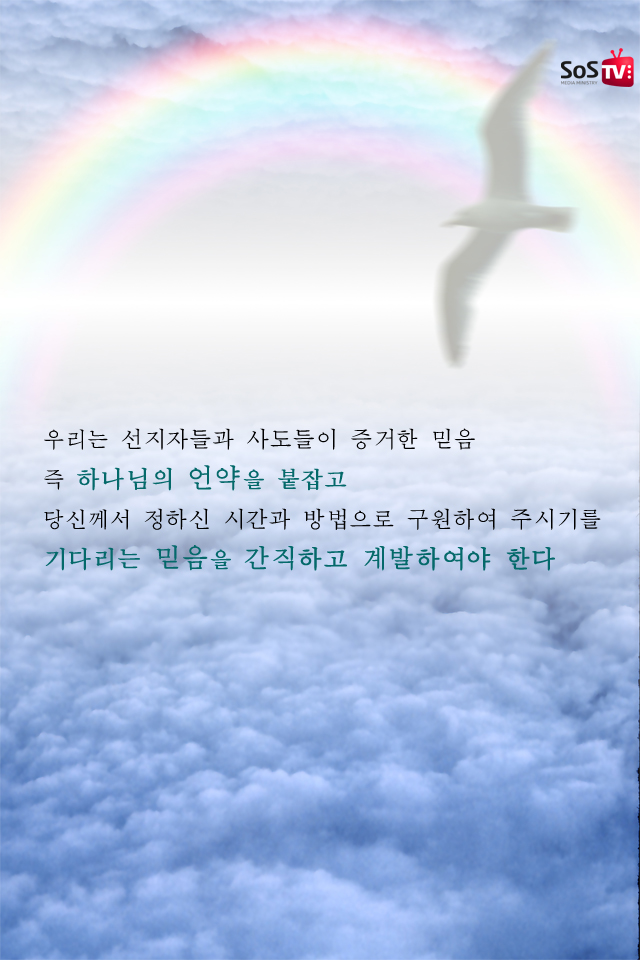 SoS TV
MEDIA MINISTRY
우리는 선지자들과 사도들이 증거한 믿음
즉 하나님의 언약을 붙잡고
당신께서 정하신 시간과 방법으로 구원하여 주시기를
기다리는 믿음을 간직하고 계발하여야 한다